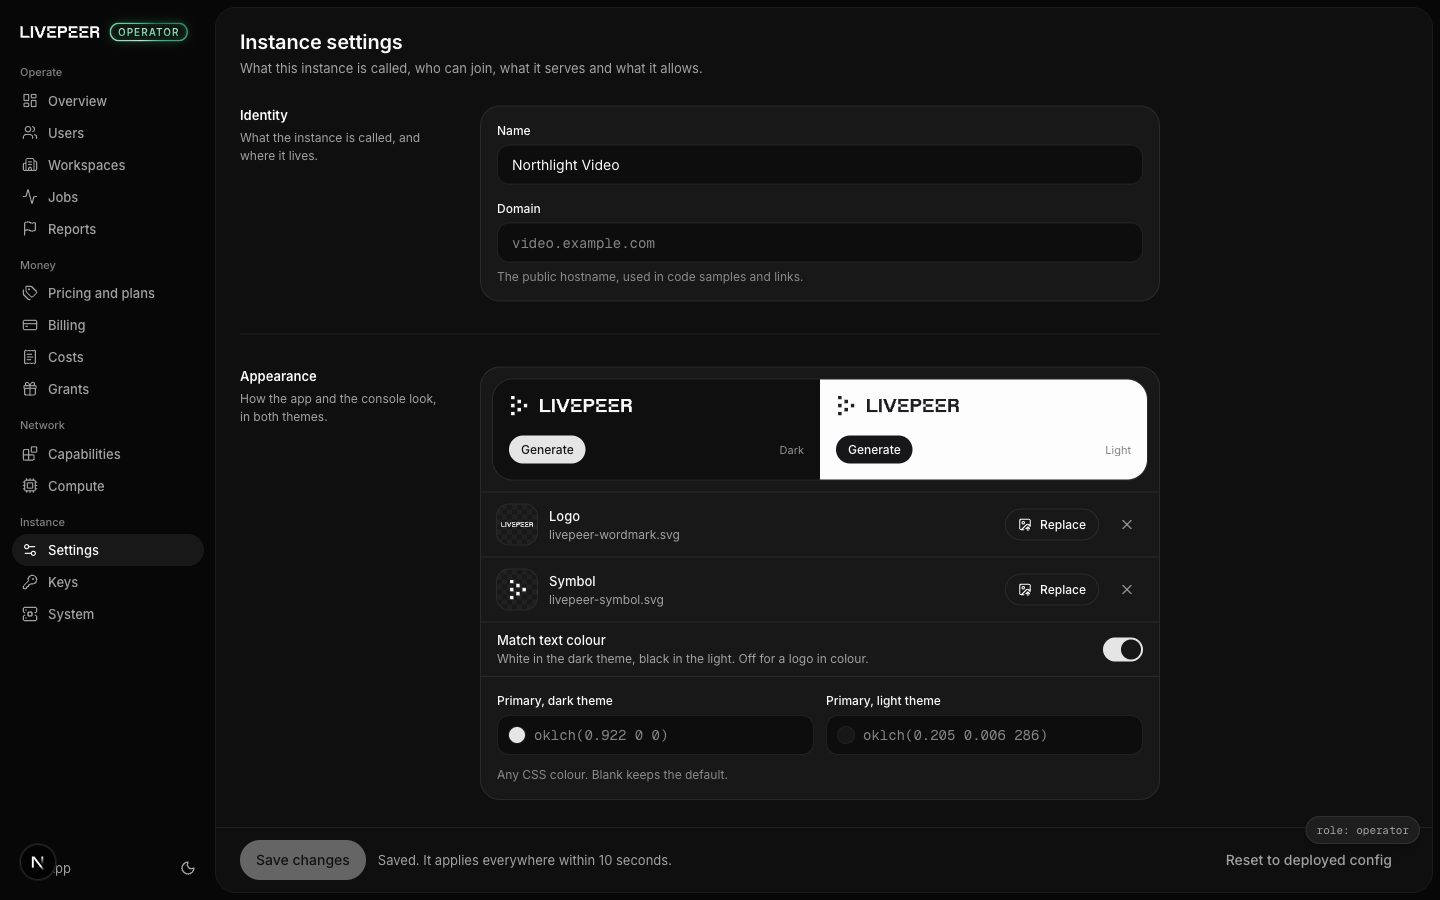 LIVEPEER OPERATOR
Operate
Overview
Users
Workspaces
Jobs
Reports
Money
Pricing and plans
Billing
Costs
Grants
Network
Capabilities
Compute
Instance
Settings
Keys
System
N
pp
Instance settings
What this instance is called, who can join, what it serves and what it allows.
Identity
What the instance is called, and
where it lives.
Name
Northlight Video
Domain
video.example.com
The public hostname, used in code samples and links.
Appearance
How the app and the console look,
in both themes.
LIVEPEER
Generate
Dark
LIVEPEER
Generate
Light
LIVEPEER
Logo
livepeer-wordmark.svg
Replace
Symbol
livepeer-symbol.svg
Replace
Match text colour
White in the dark theme, black in the light. Off for a logo in colour.
Primary, dark theme
oklch(0.922 0 0)
Primary, light theme
oklch(0.205 0.006 286)
Any CSS colour. Blank keeps the default.
role: operator
Save changes
Saved. It applies everywhere within 10 seconds.
Reset to deployed config